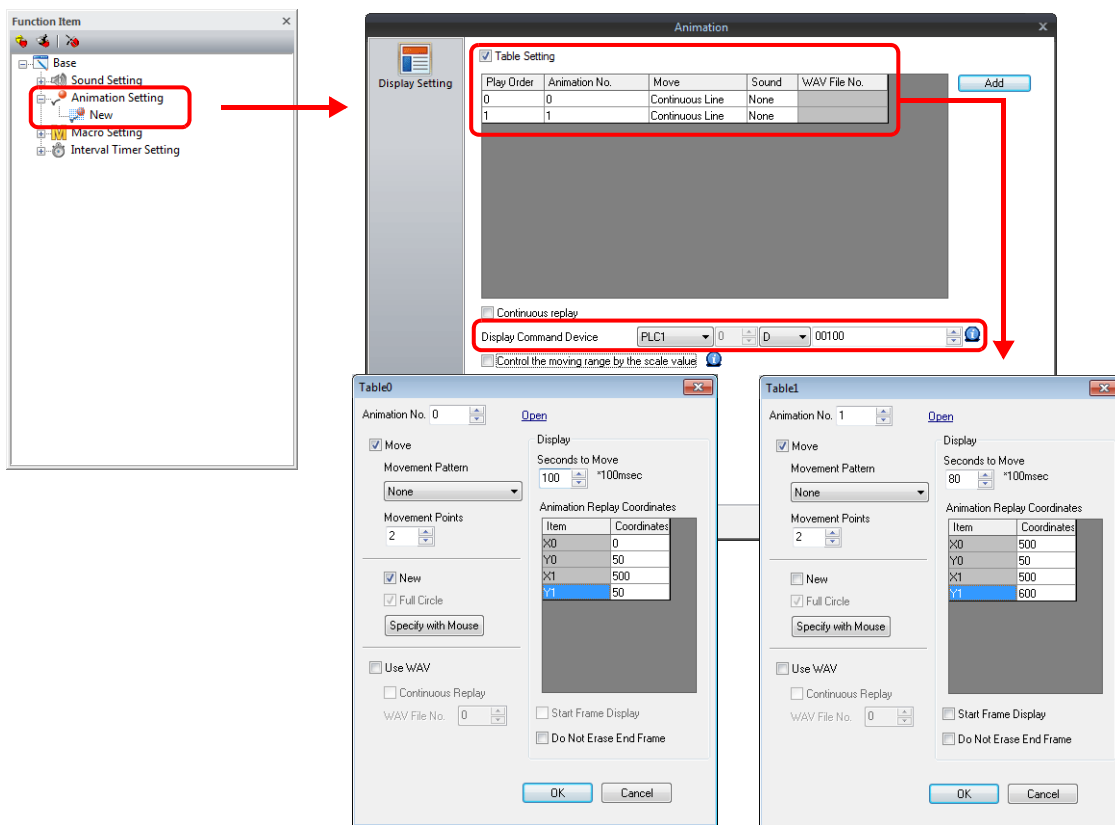 Function Item
Base
Sound Setting
Animation Setting
New
Macro Setting
Interval Timer Setting
Animation
Display Setting
Table Setting
Play Order Animation No. Move Sound WAV File No.
0 0 Continuous Line None
1 1 Continuous Line None
Add
Continuous replay
Display Command Device PLC1 0 D 00100
Control the moving range by the scale value
Table0
Animation No. 0 Open
Move
Movement Pattern
None
Movement Points
2
New
Full Circle
Specify with Mouse
Use WAV
Continuous Replay
WAV File No. 0
Display
Seconds to Move
100 *100msec
Animation Replay Coordinates
Item Coordinates
X0 0
Y0 50
X1 500
Y1 50
Start Frame Display
Do Not Erase End Frame
OK Cancel
Table1
Animation No. 1 Open
Move
Movement Pattern
None
Movement Points
2
New
Full Circle
Specify with Mouse
Use WAV
Continuous Replay
WAV File No. 0
Display
Seconds to Move
80 *100msec
Animation Replay Coordinates
Item Coordinates
X0 500
Y0 50
X1 500
Y1 600
Start Frame Display
Do Not Erase End Frame
OK Cancel